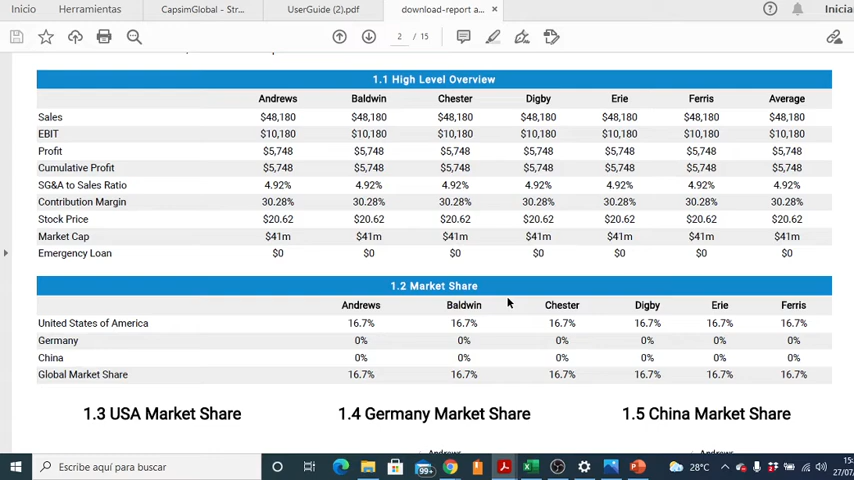 Inicio Herramientas CapsimGlobal - Str... UserGuide (2).pdf download-report a... × Inicia
2 / 15
1.1 High Level Overview
Andrews Baldwin Chester Digby Erie Ferris Average
Sales $48,180 $48,180 $48,180 $48,180 $48,180 $48,180 $48,180
EBIT $10,180 $10,180 $10,180 $10,180 $10,180 $10,180 $10,180
Profit $5,748 $5,748 $5,748 $5,748 $5,748 $5,748 $5,748
Cumulative Profit $5,748 $5,748 $5,748 $5,748 $5,748 $5,748 $5,748
SG&A to Sales Ratio 4.92% 4.92% 4.92% 4.92% 4.92% 4.92% 4.92%
Contribution Margin 30.28% 30.28% 30.28% 30.28% 30.28% 30.28% 30.28%
Stock Price $20.62 $20.62 $20.62 $20.62 $20.62 $20.62 $20.62
Market Cap $41m $41m $41m $41m $41m $41m $41m
Emergency Loan $0 $0 $0 $0 $0 $0 $0
1.2 Market Share
Andrews Baldwin Chester Digby Erie Ferris
United States of America 16.7% 16.7% 16.7% 16.7% 16.7% 16.7%
Germany 0% 0% 0% 0% 0% 0%
China 0% 0% 0% 0% 0% 0%
Global Market Share 16.7% 16.7% 16.7% 16.7% 16.7% 16.7%
1.3 USA Market Share 1.4 Germany Market Share 1.5 China Market Share
Escribe aquí para buscar 99+ 28°C 15:
27/07